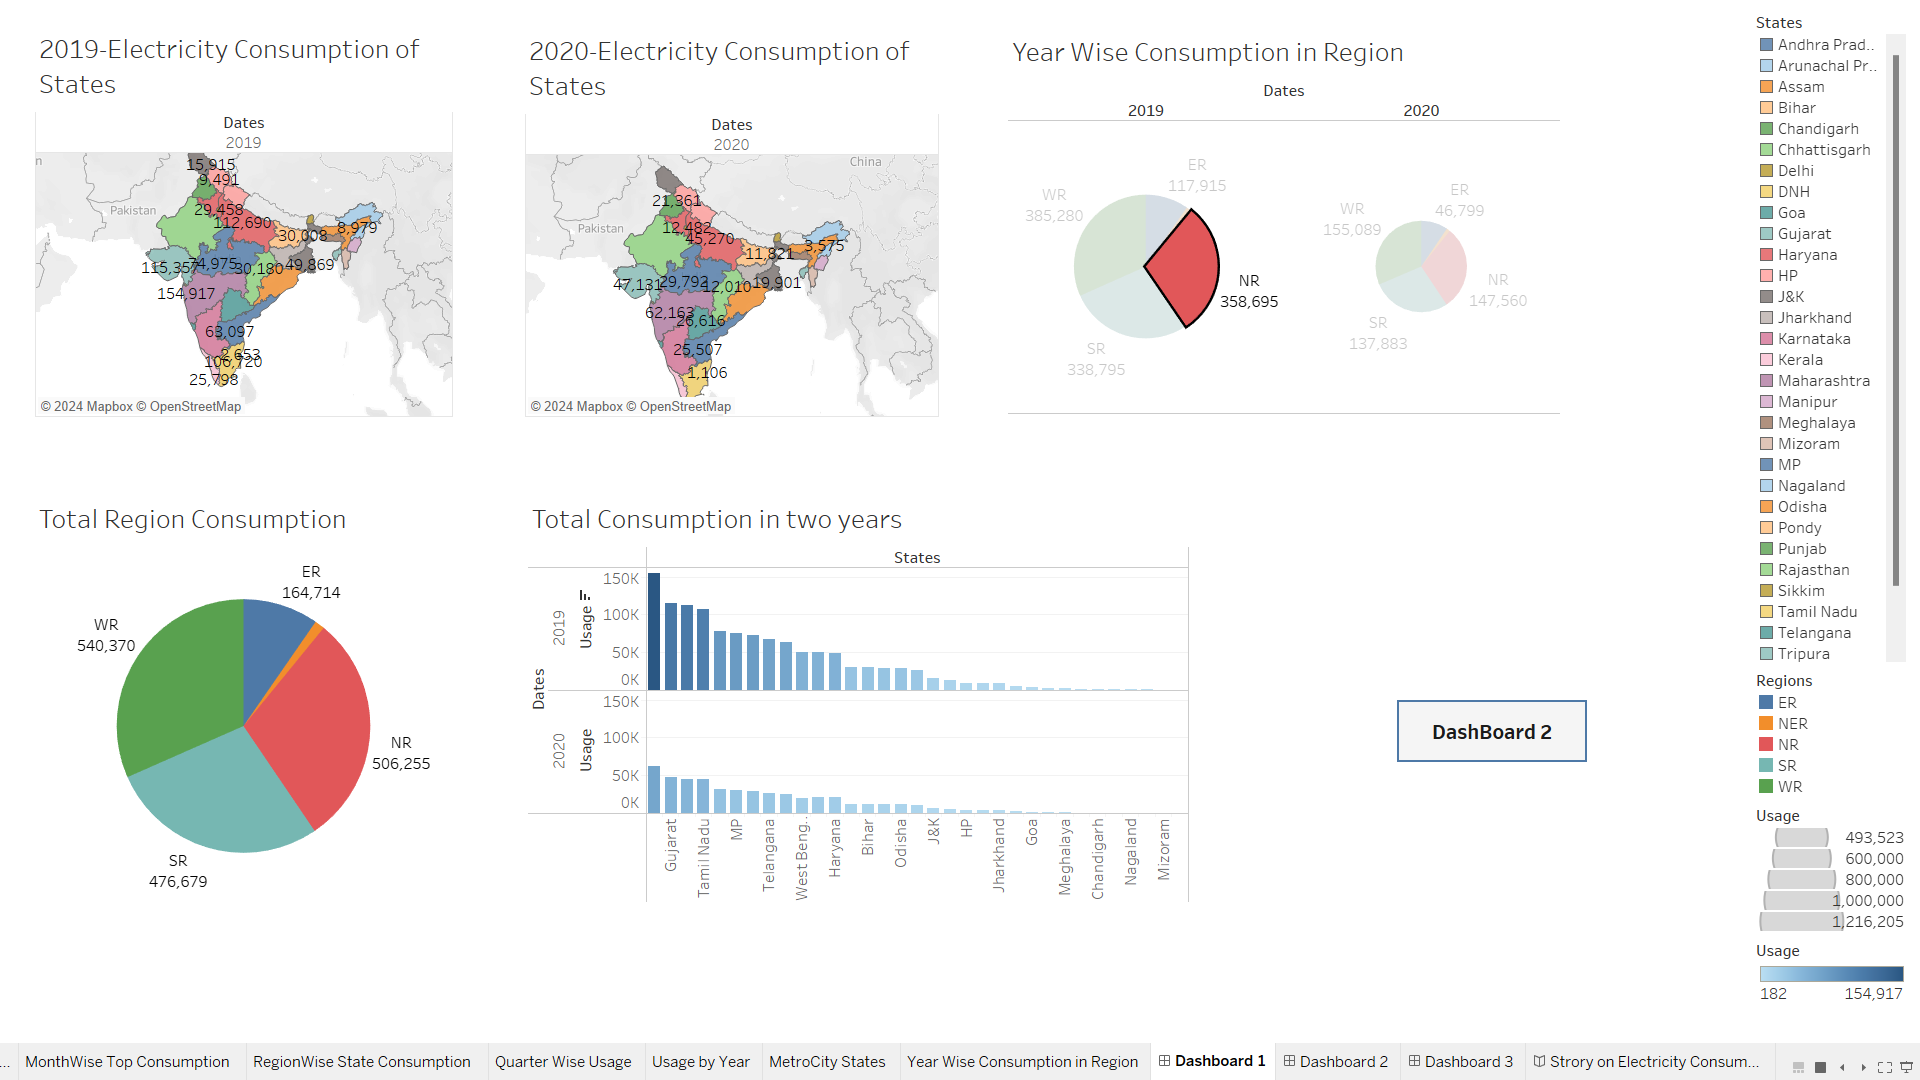 2019-Electricity Consumption of
States
Dates
2019
Pakistan
15,915
9,491
29,458
112,690
30,008
8,979
115,357
74,975
30,180
49,869
154,917
63,097
2,653
106,720
25,798
© 2024 Mapbox © OpenStreetMap
2020-Electricity Consumption of
States
Dates
2020
China
Pakistan
21,361
12,482
45,270
11,821
3,575
47,131
29,792
12,010
19,901
62,163
26,616
25,507
1,106
© 2024 Mapbox © OpenStreetMap
Year Wise Consumption in Region
Dates
2019
2020
ER
117,915
WR
385,280
NR
358,695
SR
338,795
ER
46,799
WR
155,089
NR
147,560
SR
137,883
Total Region Consumption
ER
164,714
WR
540,370
NR
506,255
SR
476,679
Total Consumption in two years
States
Dates
2019
Usage
150K
100K
50K
0K
2020
Usage
150K
100K
50K
0K
Gujarat
Tamil Nadu
MP
Telangana
West Beng..
Haryana
Bihar
Odisha
J&K
HP
Jharkhand
Goa
Meghalaya
Chandigarh
Nagaland
Mizoram
DashBoard 2
States
Andhra Prad..
Arunachal Pr..
Assam
Bihar
Chandigarh
Chhattisgarh
Delhi
DNH
Goa
Gujarat
Haryana
HP
J&K
Jharkhand
Karnataka
Kerala
Maharashtra
Manipur
Meghalaya
Mizoram
MP
Nagaland
Odisha
Pondy
Punjab
Rajasthan
Sikkim
Tamil Nadu
Telangana
Tripura
Regions
ER
NER
NR
SR
WR
Usage
493,523
600,000
800,000
1,000,000
1,216,205
Usage
182
154,917
...
MonthWise Top Consumption
RegionWise State Consumption
Quarter Wise Usage
Usage by Year
MetroCity States
Year Wise Consumption in Region
Dashboard 1
Dashboard 2
Dashboard 3
Strory on Electricity Consum...